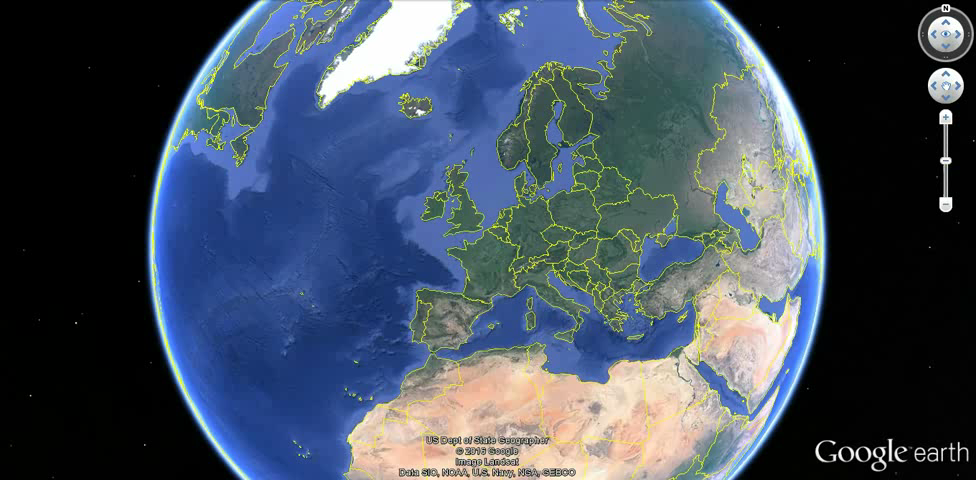 N
US Dept of State Geographer
© 2016 Google
Image Landsat
Data SIO, NOAA, U.S. Navy, NGA, GEBCO
Google earth